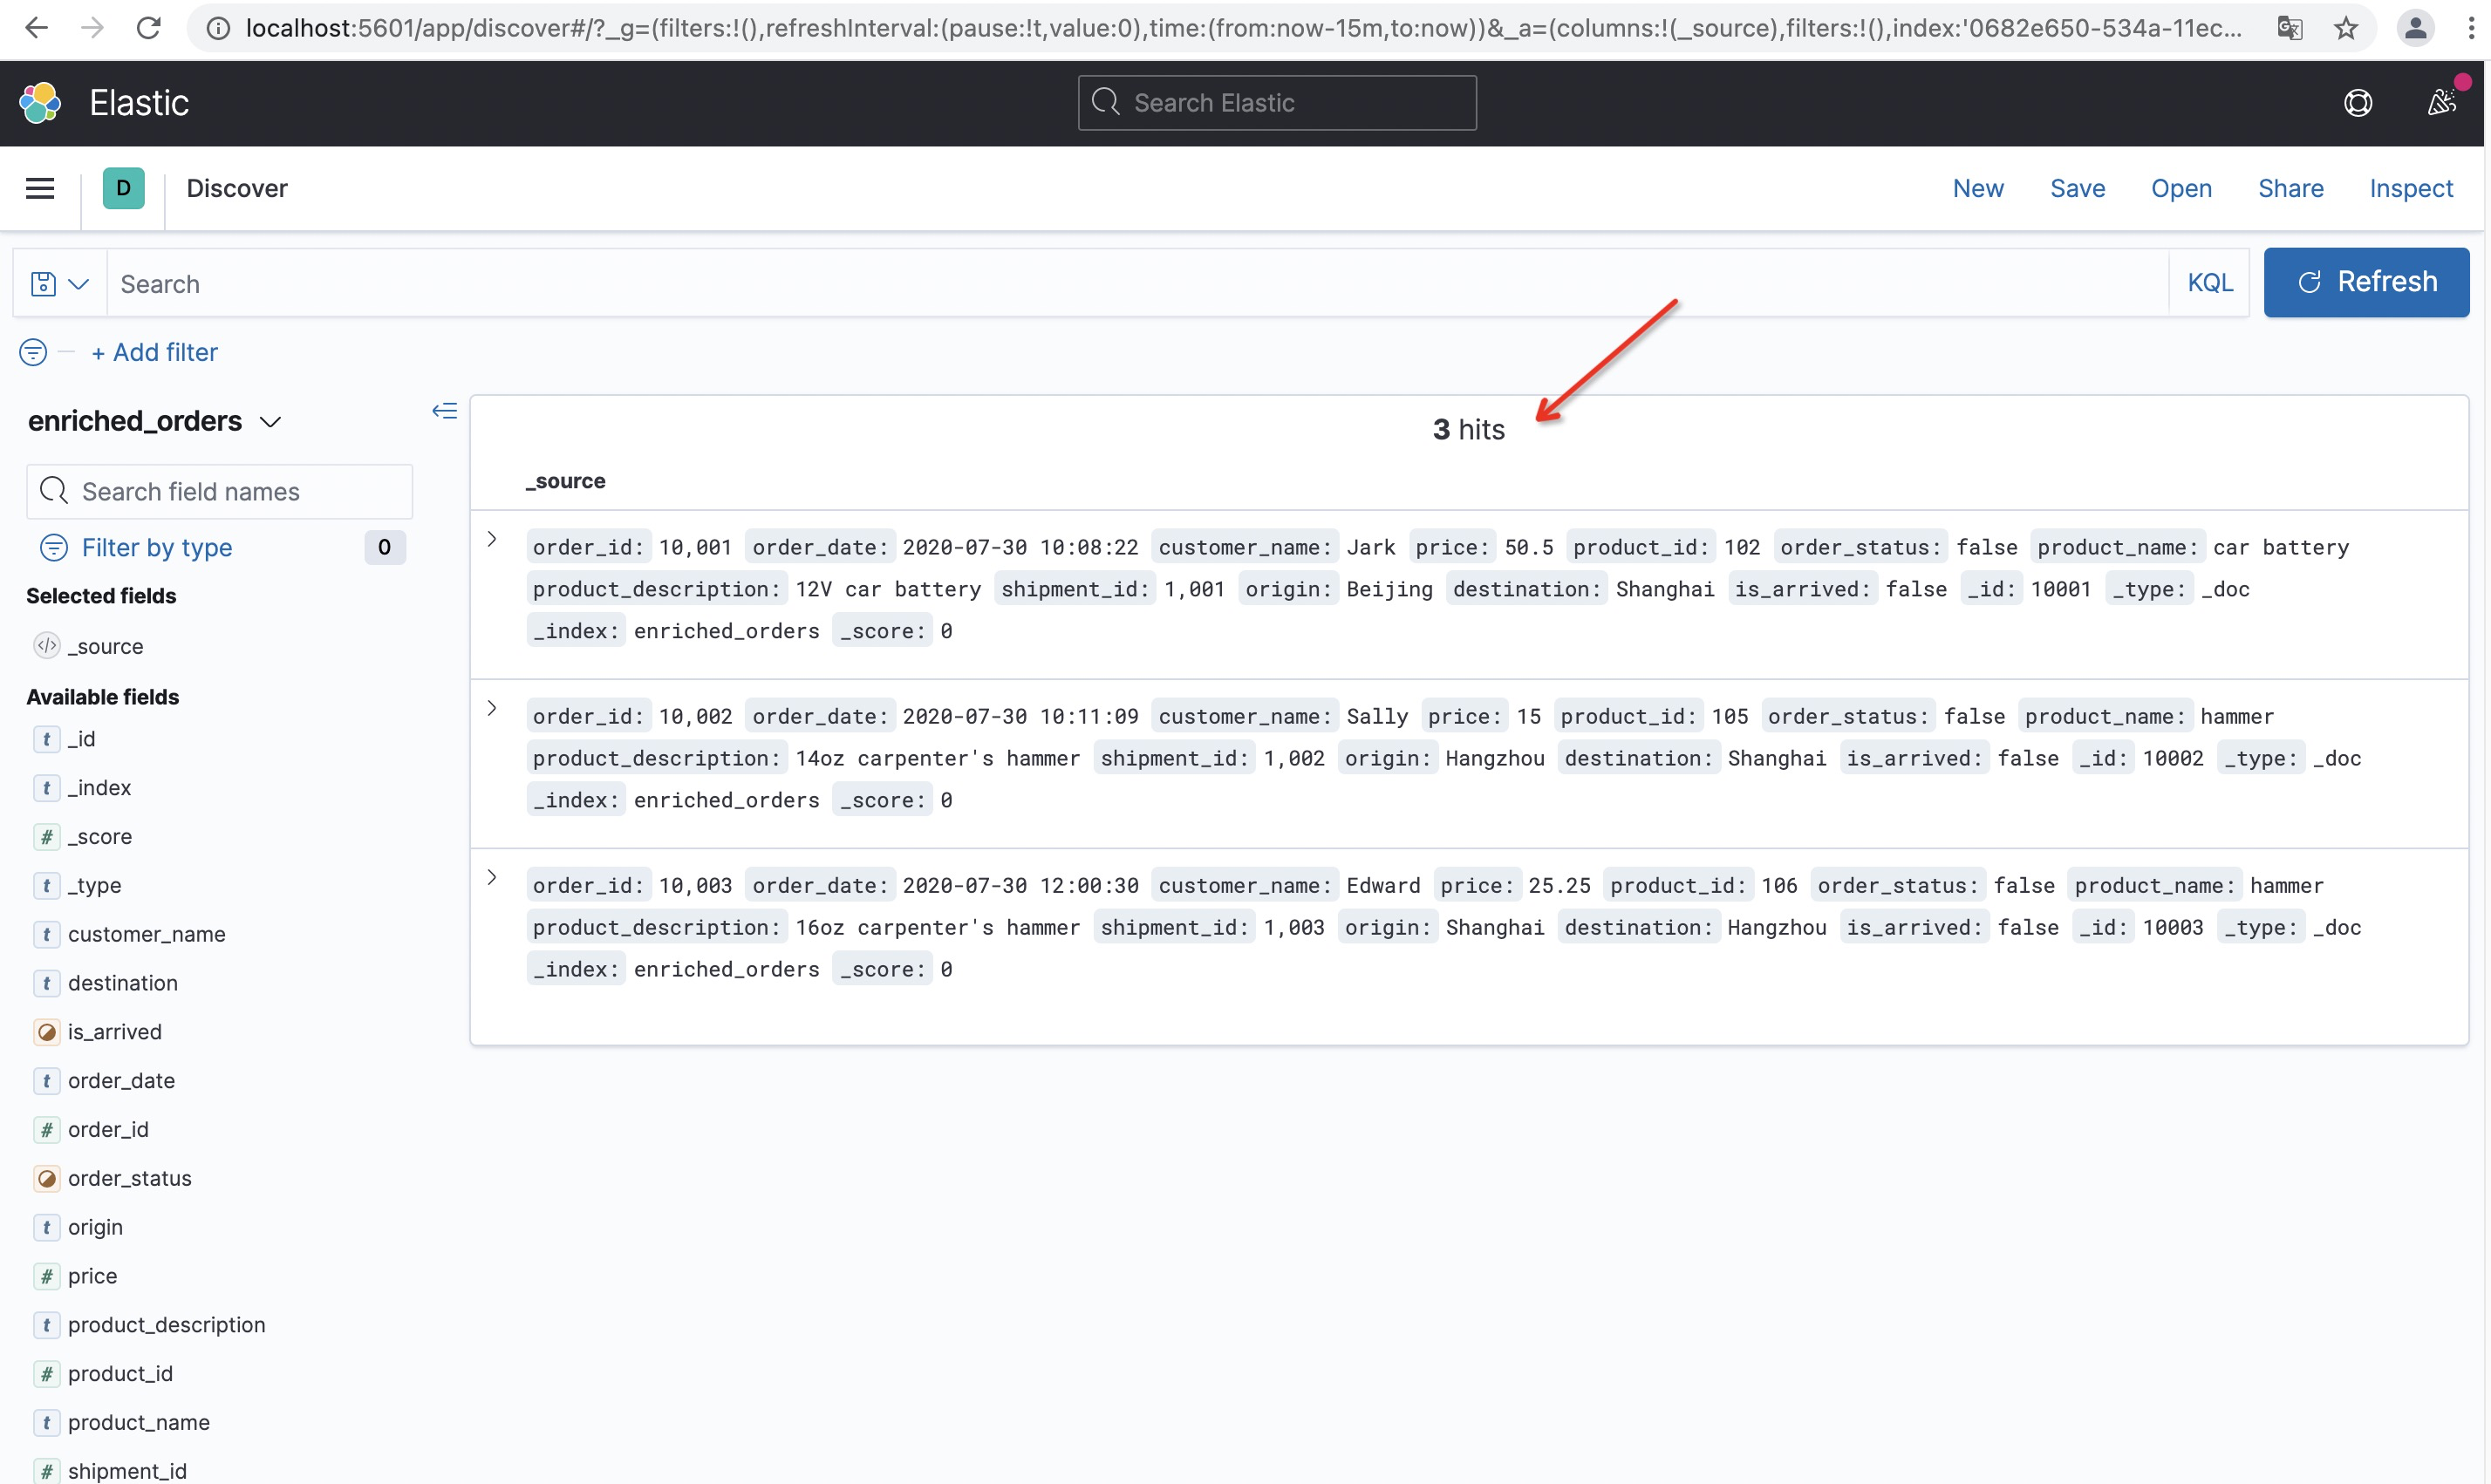 localhost:5601/app/discover#/?_g=(filters:!(),refreshInterval:(pause:!t,value:0),time:(from:now-15m,to:now))&_a=(columns:!(_source),filters:!(),index:'0682e650-534a-11ec...
Elastic
Search Elastic
D
Discover
New Save Open Share Inspect
Search
KQL
Refresh
+ Add filter
enriched_orders
3 hits
Search field names
Filter by type 0
Selected fields
_source
Available fields
t _id
t _index
# _score
t _type
t customer_name
t destination
is_arrived
t order_date
# order_id
order_status
t origin
# price
t product_description
# product_id
t product_name
# shipment_id
_source
order_id: 10,001 order_date: 2020-07-30 10:08:22 customer_name: Jark price: 50.5 product_id: 102 order_status: false product_name: car battery
product_description: 12V car battery shipment_id: 1,001 origin: Beijing destination: Shanghai is_arrived: false _id: 10001 _type: _doc
_index: enriched_orders _score: 0
order_id: 10,002 order_date: 2020-07-30 10:11:09 customer_name: Sally price: 15 product_id: 105 order_status: false product_name: hammer
product_description: 14oz carpenter's hammer shipment_id: 1,002 origin: Hangzhou destination: Shanghai is_arrived: false _id: 10002 _type: _doc
_index: enriched_orders _score: 0
order_id: 10,003 order_date: 2020-07-30 12:00:30 customer_name: Edward price: 25.25 product_id: 106 order_status: false product_name: hammer
product_description: 16oz carpenter's hammer shipment_id: 1,003 origin: Shanghai destination: Hangzhou is_arrived: false _id: 10003 _type: _doc
_index: enriched_orders _score: 0